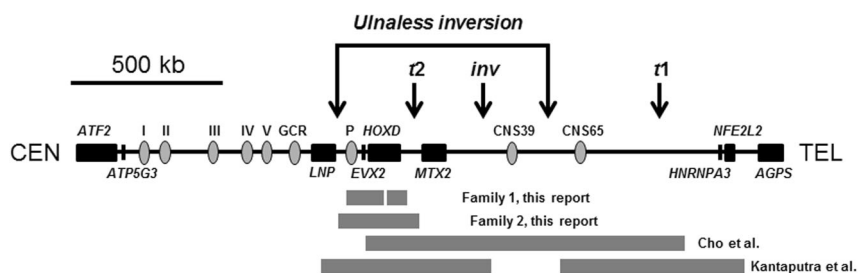 Ulnaless inversion
500 kb
t2
inv
t1
ATF2
I
II
III
IV
V
GCR
P
HOXD
CNS39
CNS65
NFE2L2
CEN
TEL
ATP5G3
LNP
EVX2
MTX2
HNRNPA3
AGPS
Family 1, this report
Family 2, this report
Cho et al.
Kantaputra et al.